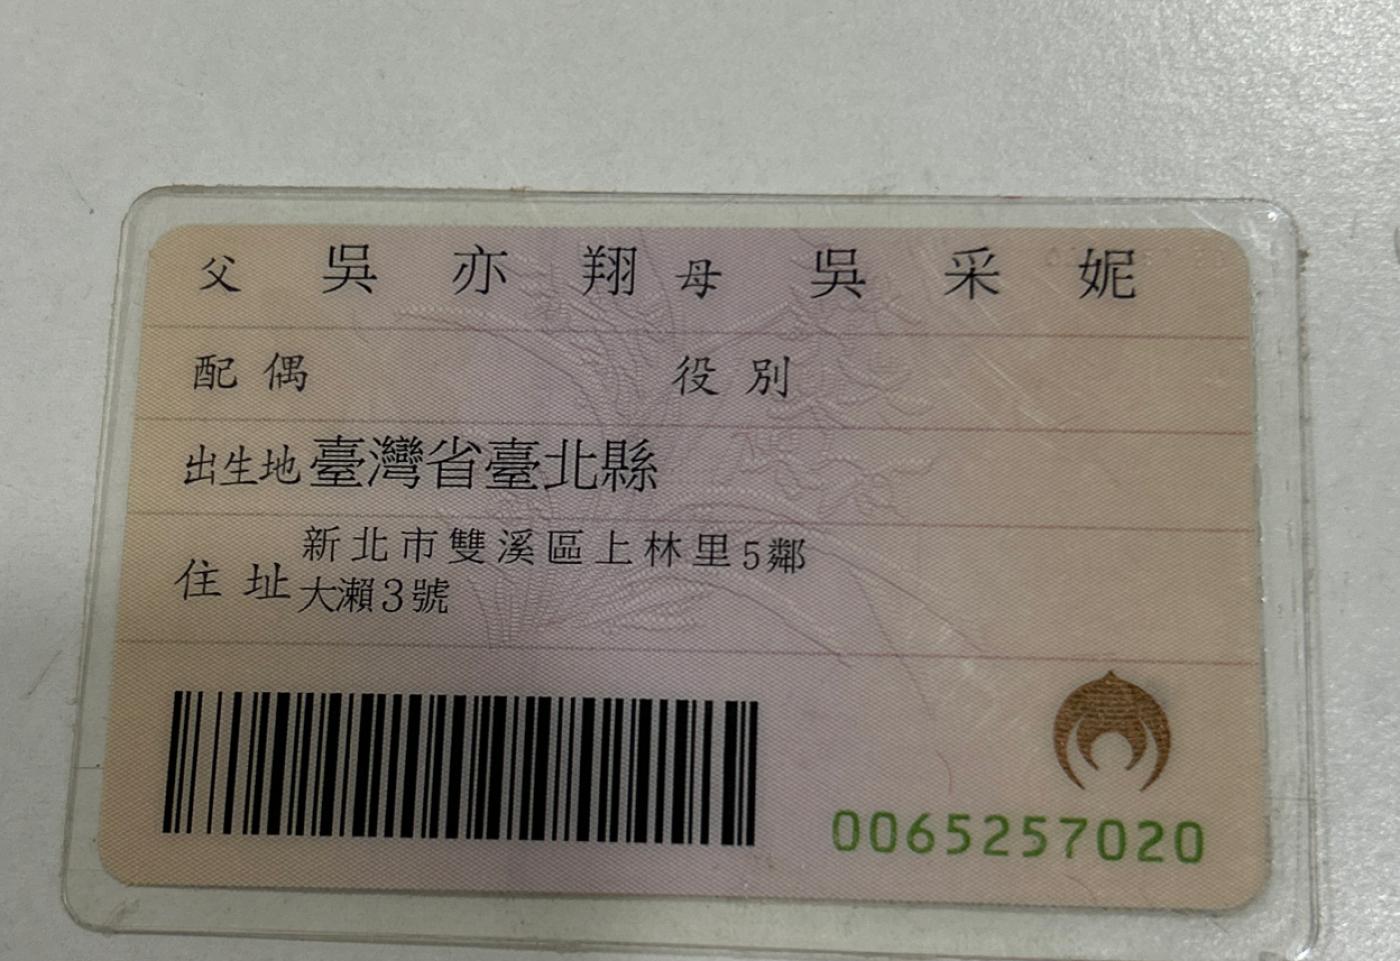 父 吳亦翔 母 吳采妮
配偶 役別
出生地 臺灣省臺北縣
住址 新北市雙溪區上林里5鄰
大瀨3號
0065257020